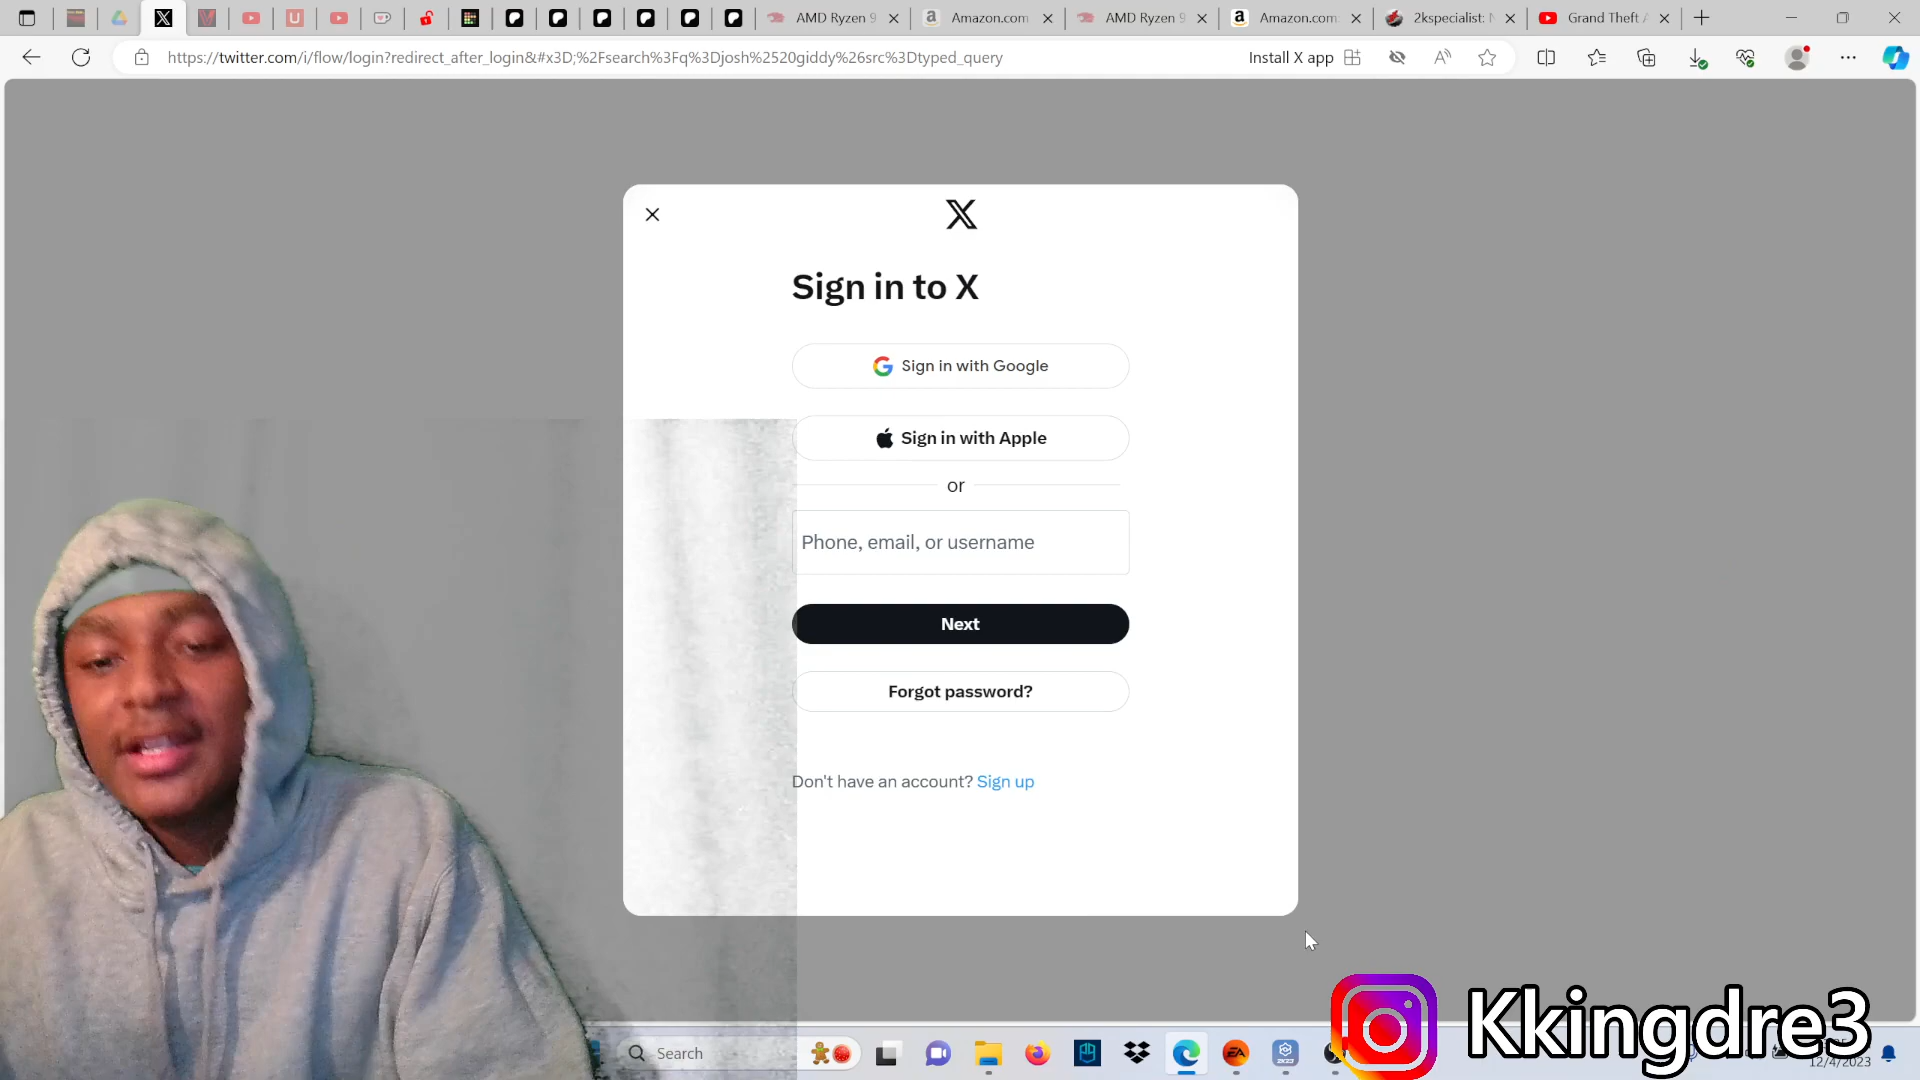 AMD Ryzen 9
Amazon.com
AMD Ryzen 9
Amazon.com:
2kspecialist:
Grand Theft
https://twitter.com/i/flow/login?redirect_after_login&#x3D;%2Fsearch%3Fq%3Djosh%2520giddy%26src%3Dtyped_query
Install X app
Sign in to X
Sign in with Google
Sign in with Apple
or
Phone, email, or username
Next
Forgot password?
Don't have an account? Sign up
Search
Kkingdre3
12/4/2023